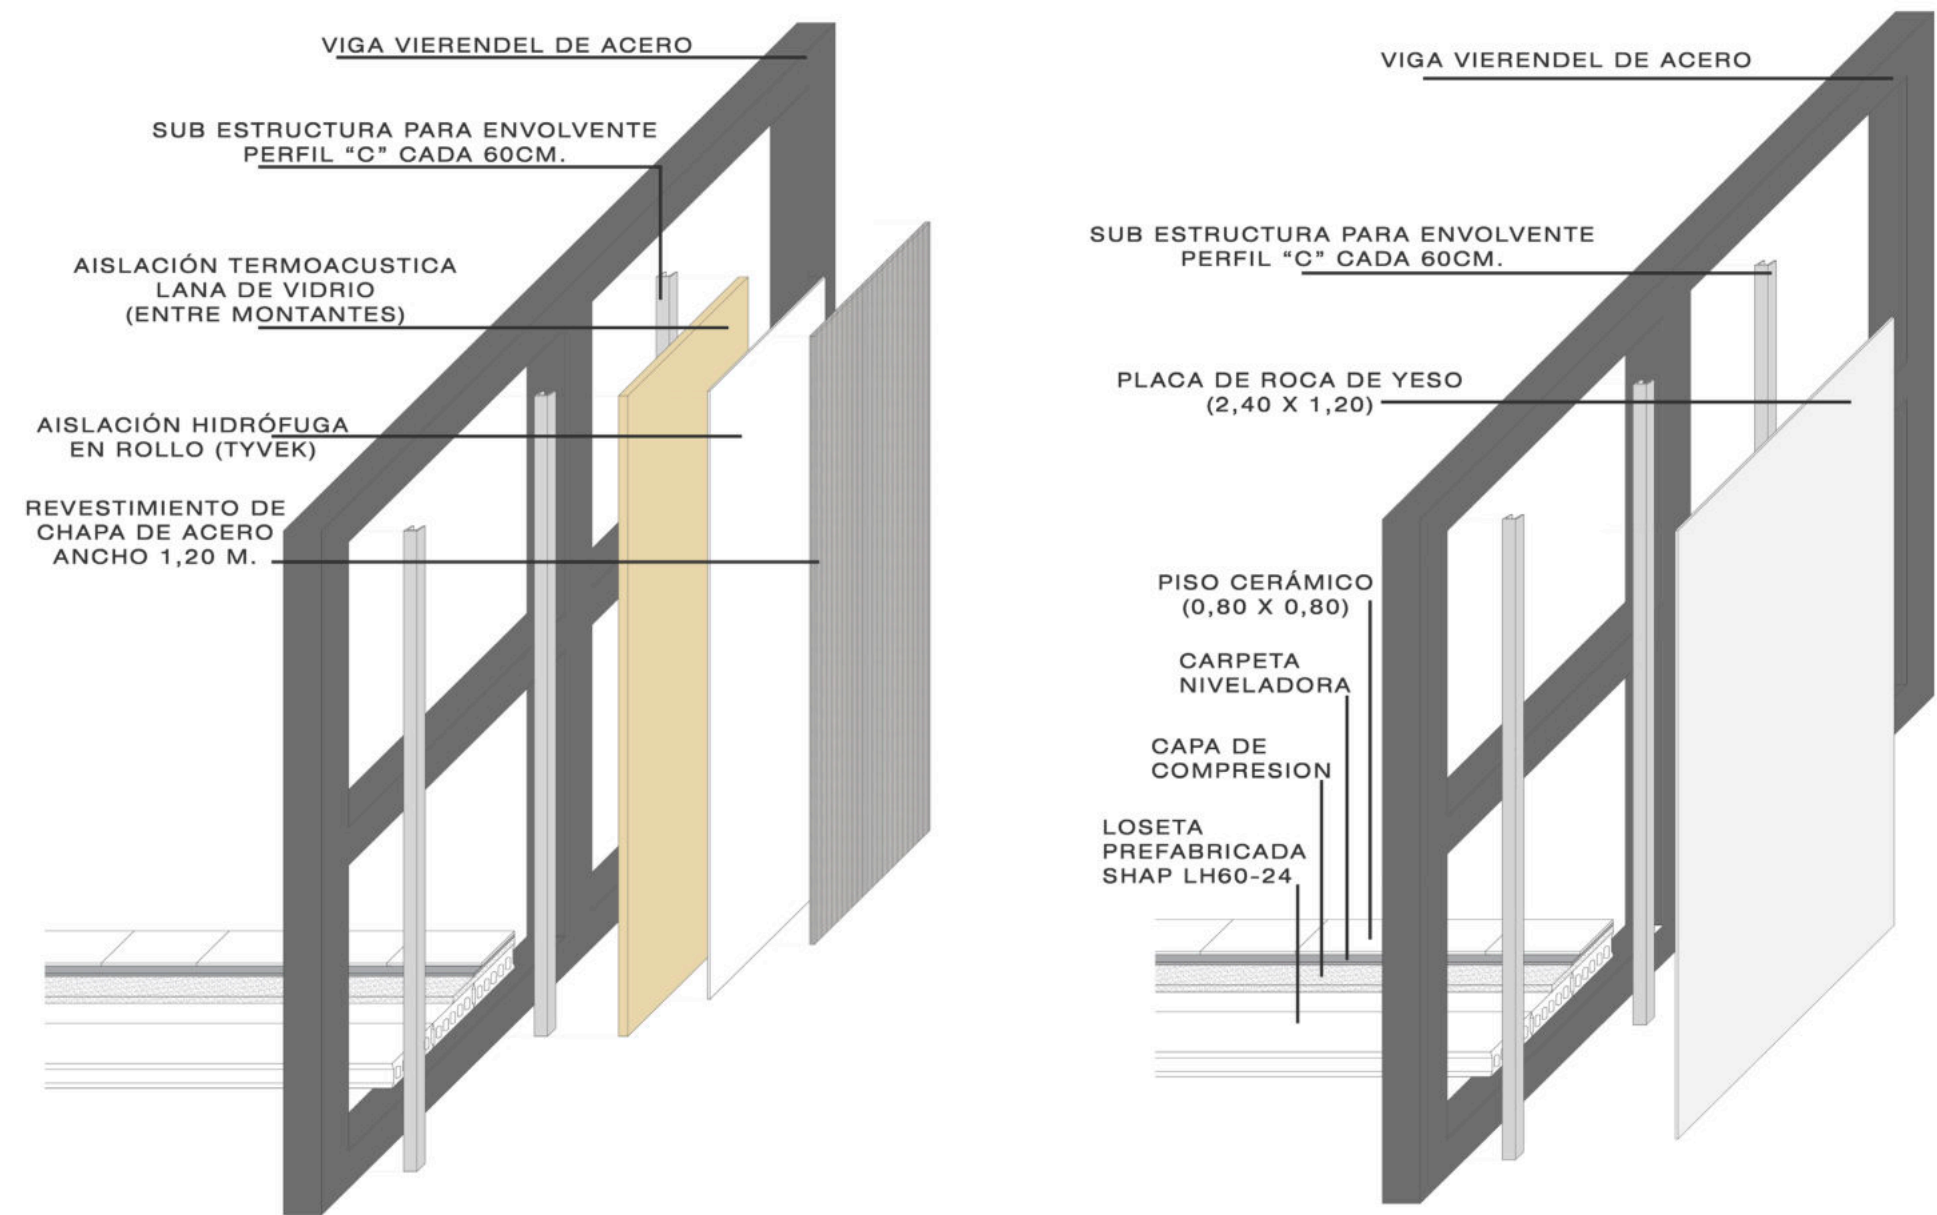 VIGA VIERENDEL DE ACERO
SUB ESTRUCTURA PARA ENVOLVENTE
PERFIL “C” CADA 60CM.
AISLACIÓN TERMOACUSTICA
LANA DE VIDRIO
(ENTRE MONTANTES)
AISLACIÓN HIDRÓFUGA
EN ROLLO (TYVEK)
REVESTIMIENTO DE
CHAPA DE ACERO
ANCHO 1,20 M.
VIGA VIERENDEL DE ACERO
SUB ESTRUCTURA PARA ENVOLVENTE
PERFIL “C” CADA 60CM.
PLACA DE ROCA DE YESO
(2,40 X 1,20)
PISO CERÁMICO
(0,80 X 0,80)
CARPETA
NIVELADORA
CAPA DE
COMPRESION
LOSETA
PREFABRICADA
SHAP LH60-24